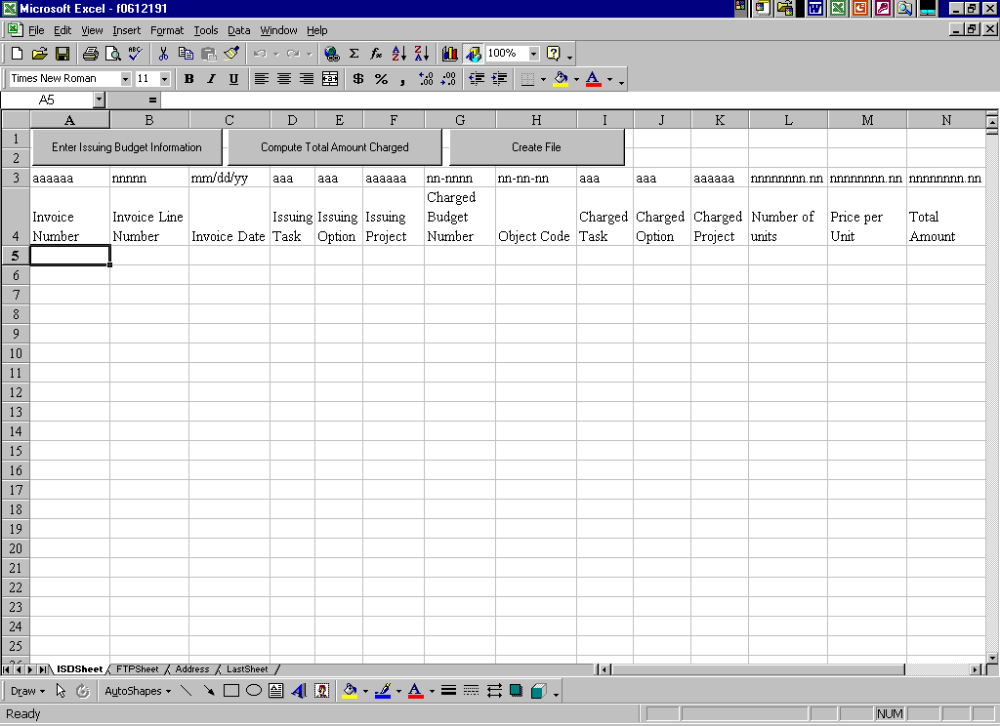 Microsoft Excel - f0612191
File Edit View Insert Format Tools Data Window Help
100%
Times New Roman 11 B I U $ % ,
A5 =
A B C D E F G H I J K L M N
1 Enter Issuing Budget Information Compute Total Amount Charged Create File
2
3 aaaaaa nnnnn mm/dd/yy aaa aaa aaaaaa nn-nnnn nn-nn-nn aaa aaa aaaaaa nnnnnnnn.nn nnnnnnnn.nn nnnnnnnn.nn
Charged
Invoice Invoice Line Issuing Issuing Issuing Budget Charged Charged Charged Number of Price per Total
4 Number Number Invoice Date Task Option Project Number Object Code Task Option Project units Unit Amount
5
6
7
8
9
10
11
12
13
14
15
16
17
18
19
20
21
22
23
24
25
ISDSheet FTPSheet Address LastSheet
Draw AutoShapes
Ready NUM